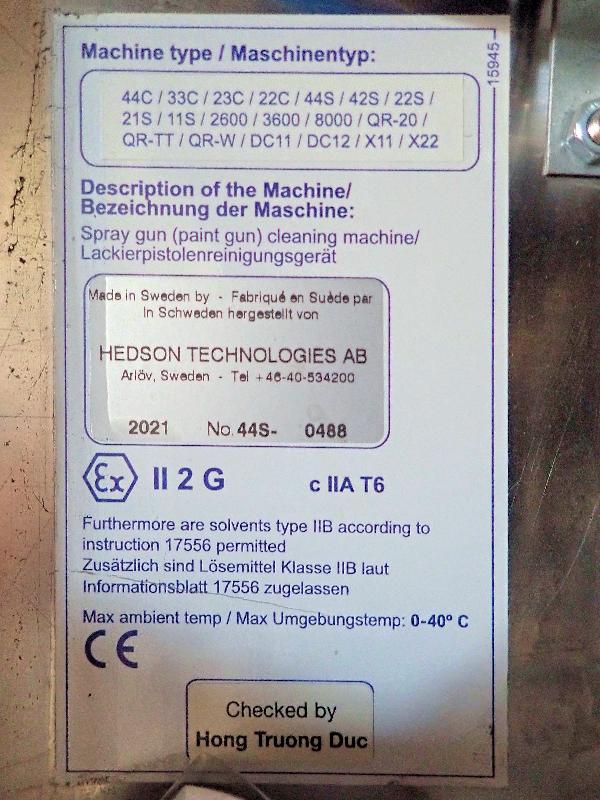 Machine type / Maschinentyp:
15945
44C / 33C / 23C / 22C / 44S / 42S / 22S /
21S / 11S / 2600 / 3600 / 8000 / QR-20 /
QR-TT / QR-W / DC11 / DC12 / X11 / X22
Description of the Machine/
Bezeichnung der Maschine:
Spray gun (paint gun) cleaning machine/
Lackierpistolenreinigungsgerät
Made in Sweden by - Fabriqué en Suède par
In Schweden hergestellt von
HEDSON TECHNOLOGIES AB
Arlöv, Sweden - Tel +46-40-534200
2021 No. 44S- 0488
Ex II 2 G c IIA T6
Furthermore are solvents type IIB according to
instruction 17556 permitted
Zusätzlich sind Lösemittel Klasse IIB laut
Informationsblatt 17556 zugelassen
Max ambient temp / Max Umgebungstemp: 0-40° C
CE
Checked by
Hong Truong Duc